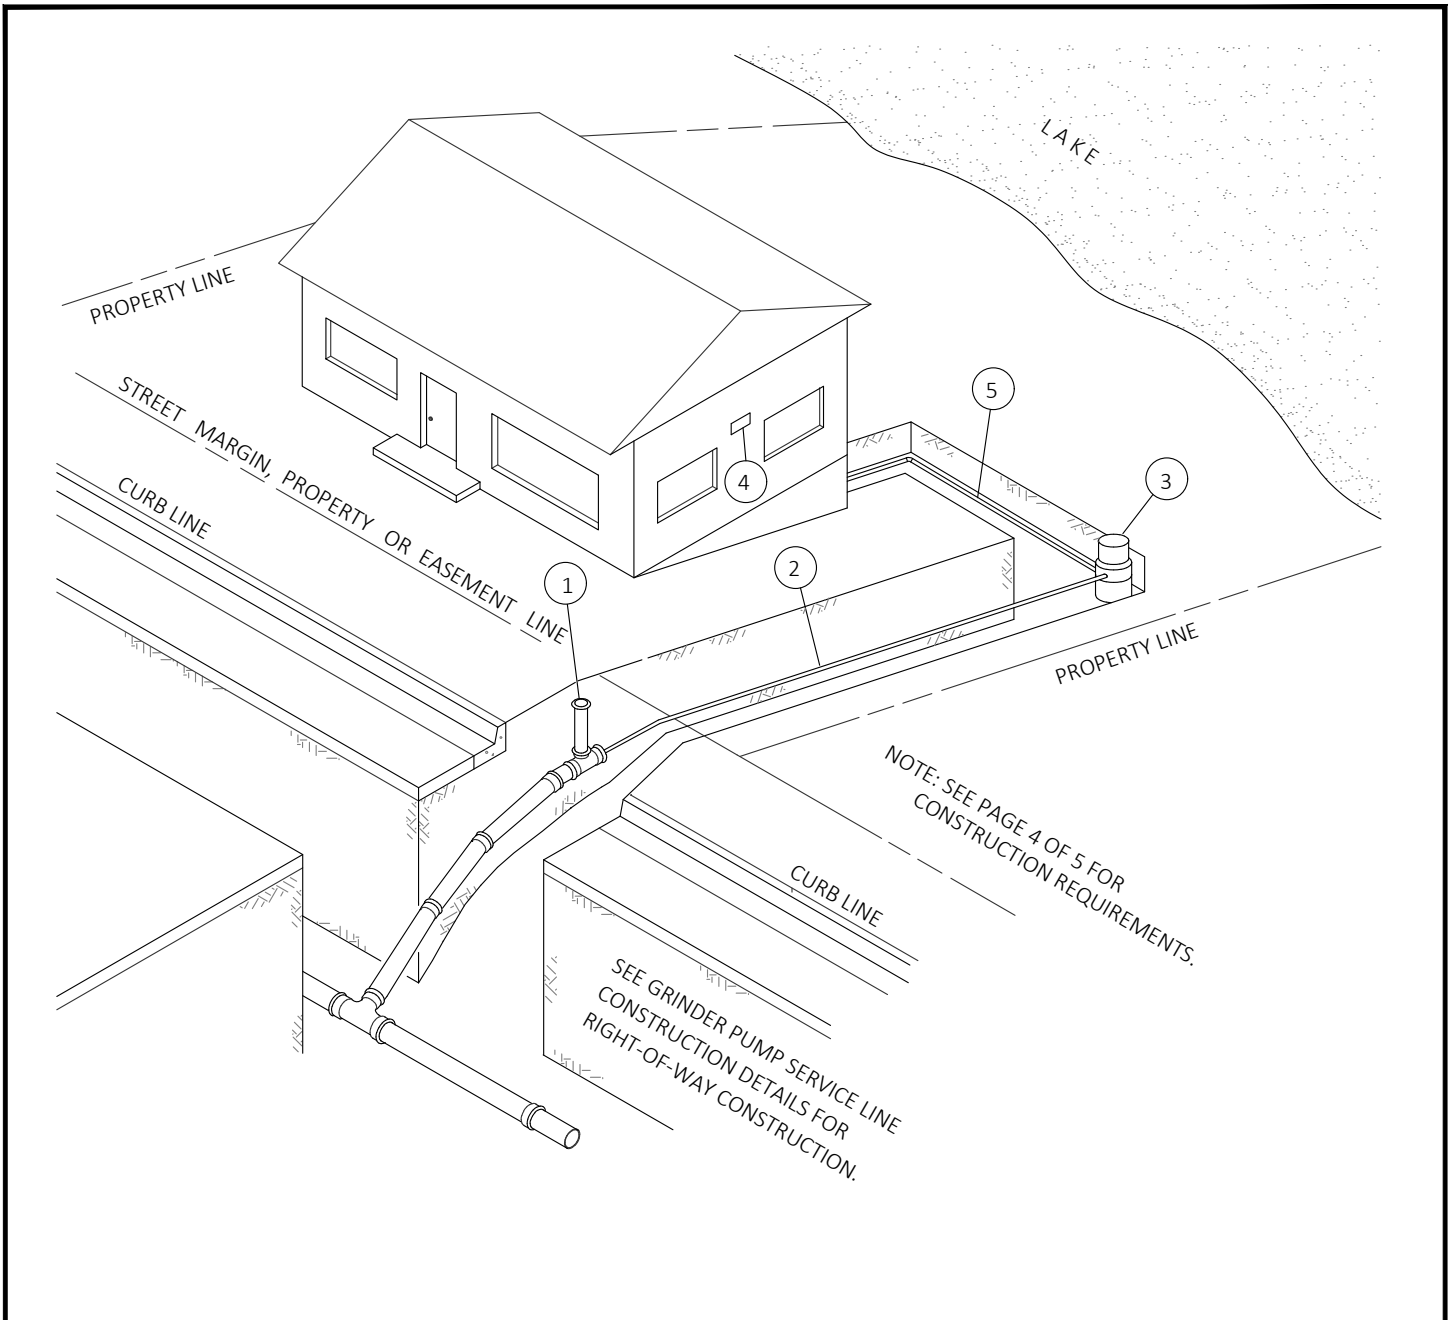 LAKE
PROPERTY LINE
STREET MARGIN, PROPERTY OR EASEMENT LINE
CURB LINE
5
3
4
2
1
PROPERTY LINE
NOTE: SEE PAGE 4 OF 5 FOR
CONSTRUCTION REQUIREMENTS.
CURB LINE
SEE GRINDER PUMP SERVICE LINE
CONSTRUCTION DETAILS FOR
RIGHT-OF-WAY CONSTRUCTION.